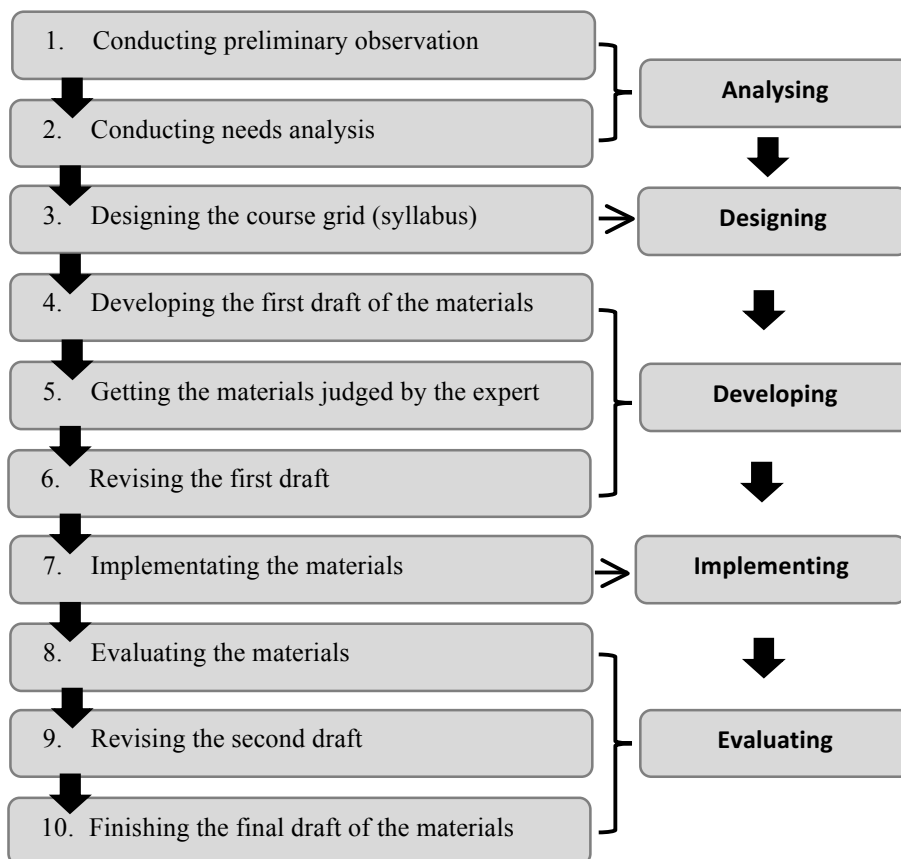 1. Conducting preliminary observation
2. Conducting needs analysis
Analysing
3. Designing the course grid (syllabus)
Designing
4. Developing the first draft of the materials
5. Getting the materials judged by the expert
6. Revising the first draft
Developing
7. Implementating the materials
Implementing
8. Evaluating the materials
9. Revising the second draft
10. Finishing the final draft of the materials
Evaluating